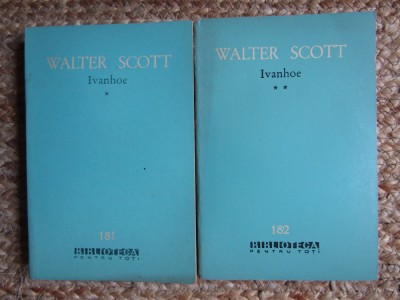 WALTER SCOTT
Ivanhoe
*
181
BIBLIOTECA
PENTRU TOȚI
WALTER SCOTT
Ivanhoe
**
182
BIBLIOTECA
PENTRU TOȚI